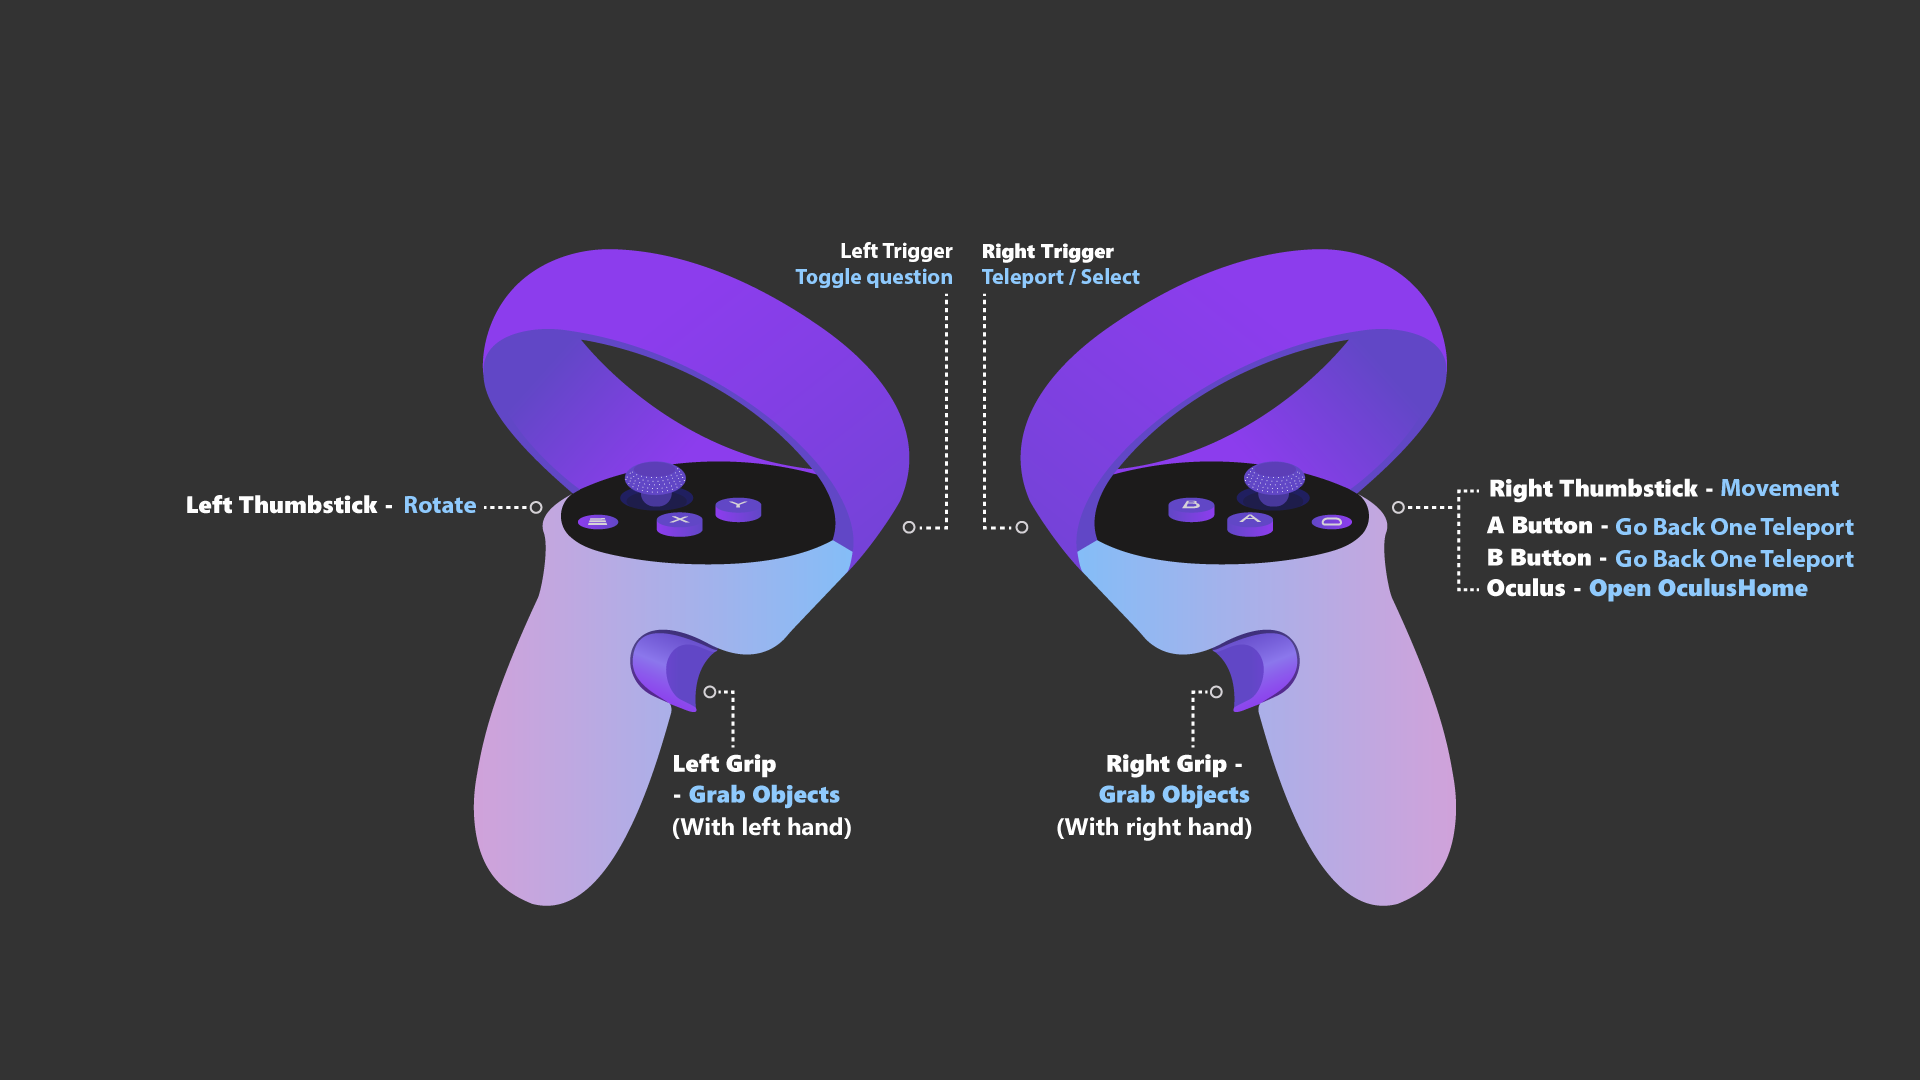 Left Trigger
Toggle question
Right Trigger
Teleport / Select
Left Thumbstick - Rotate
Y
X
B
A
Right Thumbstick - Movement
A Button - Go Back One Teleport
B Button - Go Back One Teleport
Oculus - Open OculusHome
Left Grip
- Grab Objects
(With left hand)
Right Grip -
Grab Objects
(With right hand)